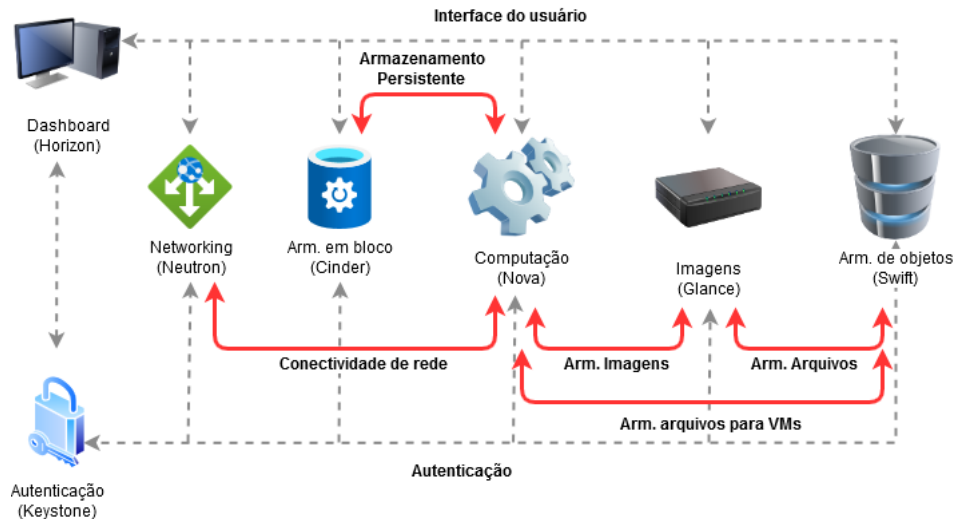 Interface do usuário
Armazenamento
Persistente
Dashboard
(Horizon)
Networking
(Neutron)
Arm. em bloco
(Cinder)
Computação
(Nova)
Imagens
(Glance)
Arm. de objetos
(Swift)
Conectividade de rede
Arm. Imagens
Arm. Arquivos
Arm. arquivos para VMs
Autenticação
Autenticação
(Keystone)